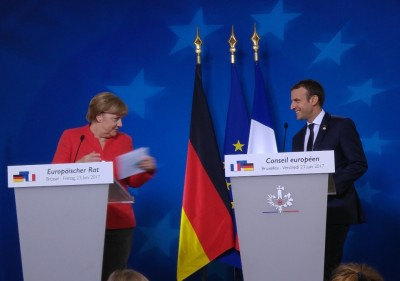 Europäischer Rat
Brüssel - Freitag, 23 juni 2017
Conseil européen
Bruxelles - Vendredi, 23 juin 2017